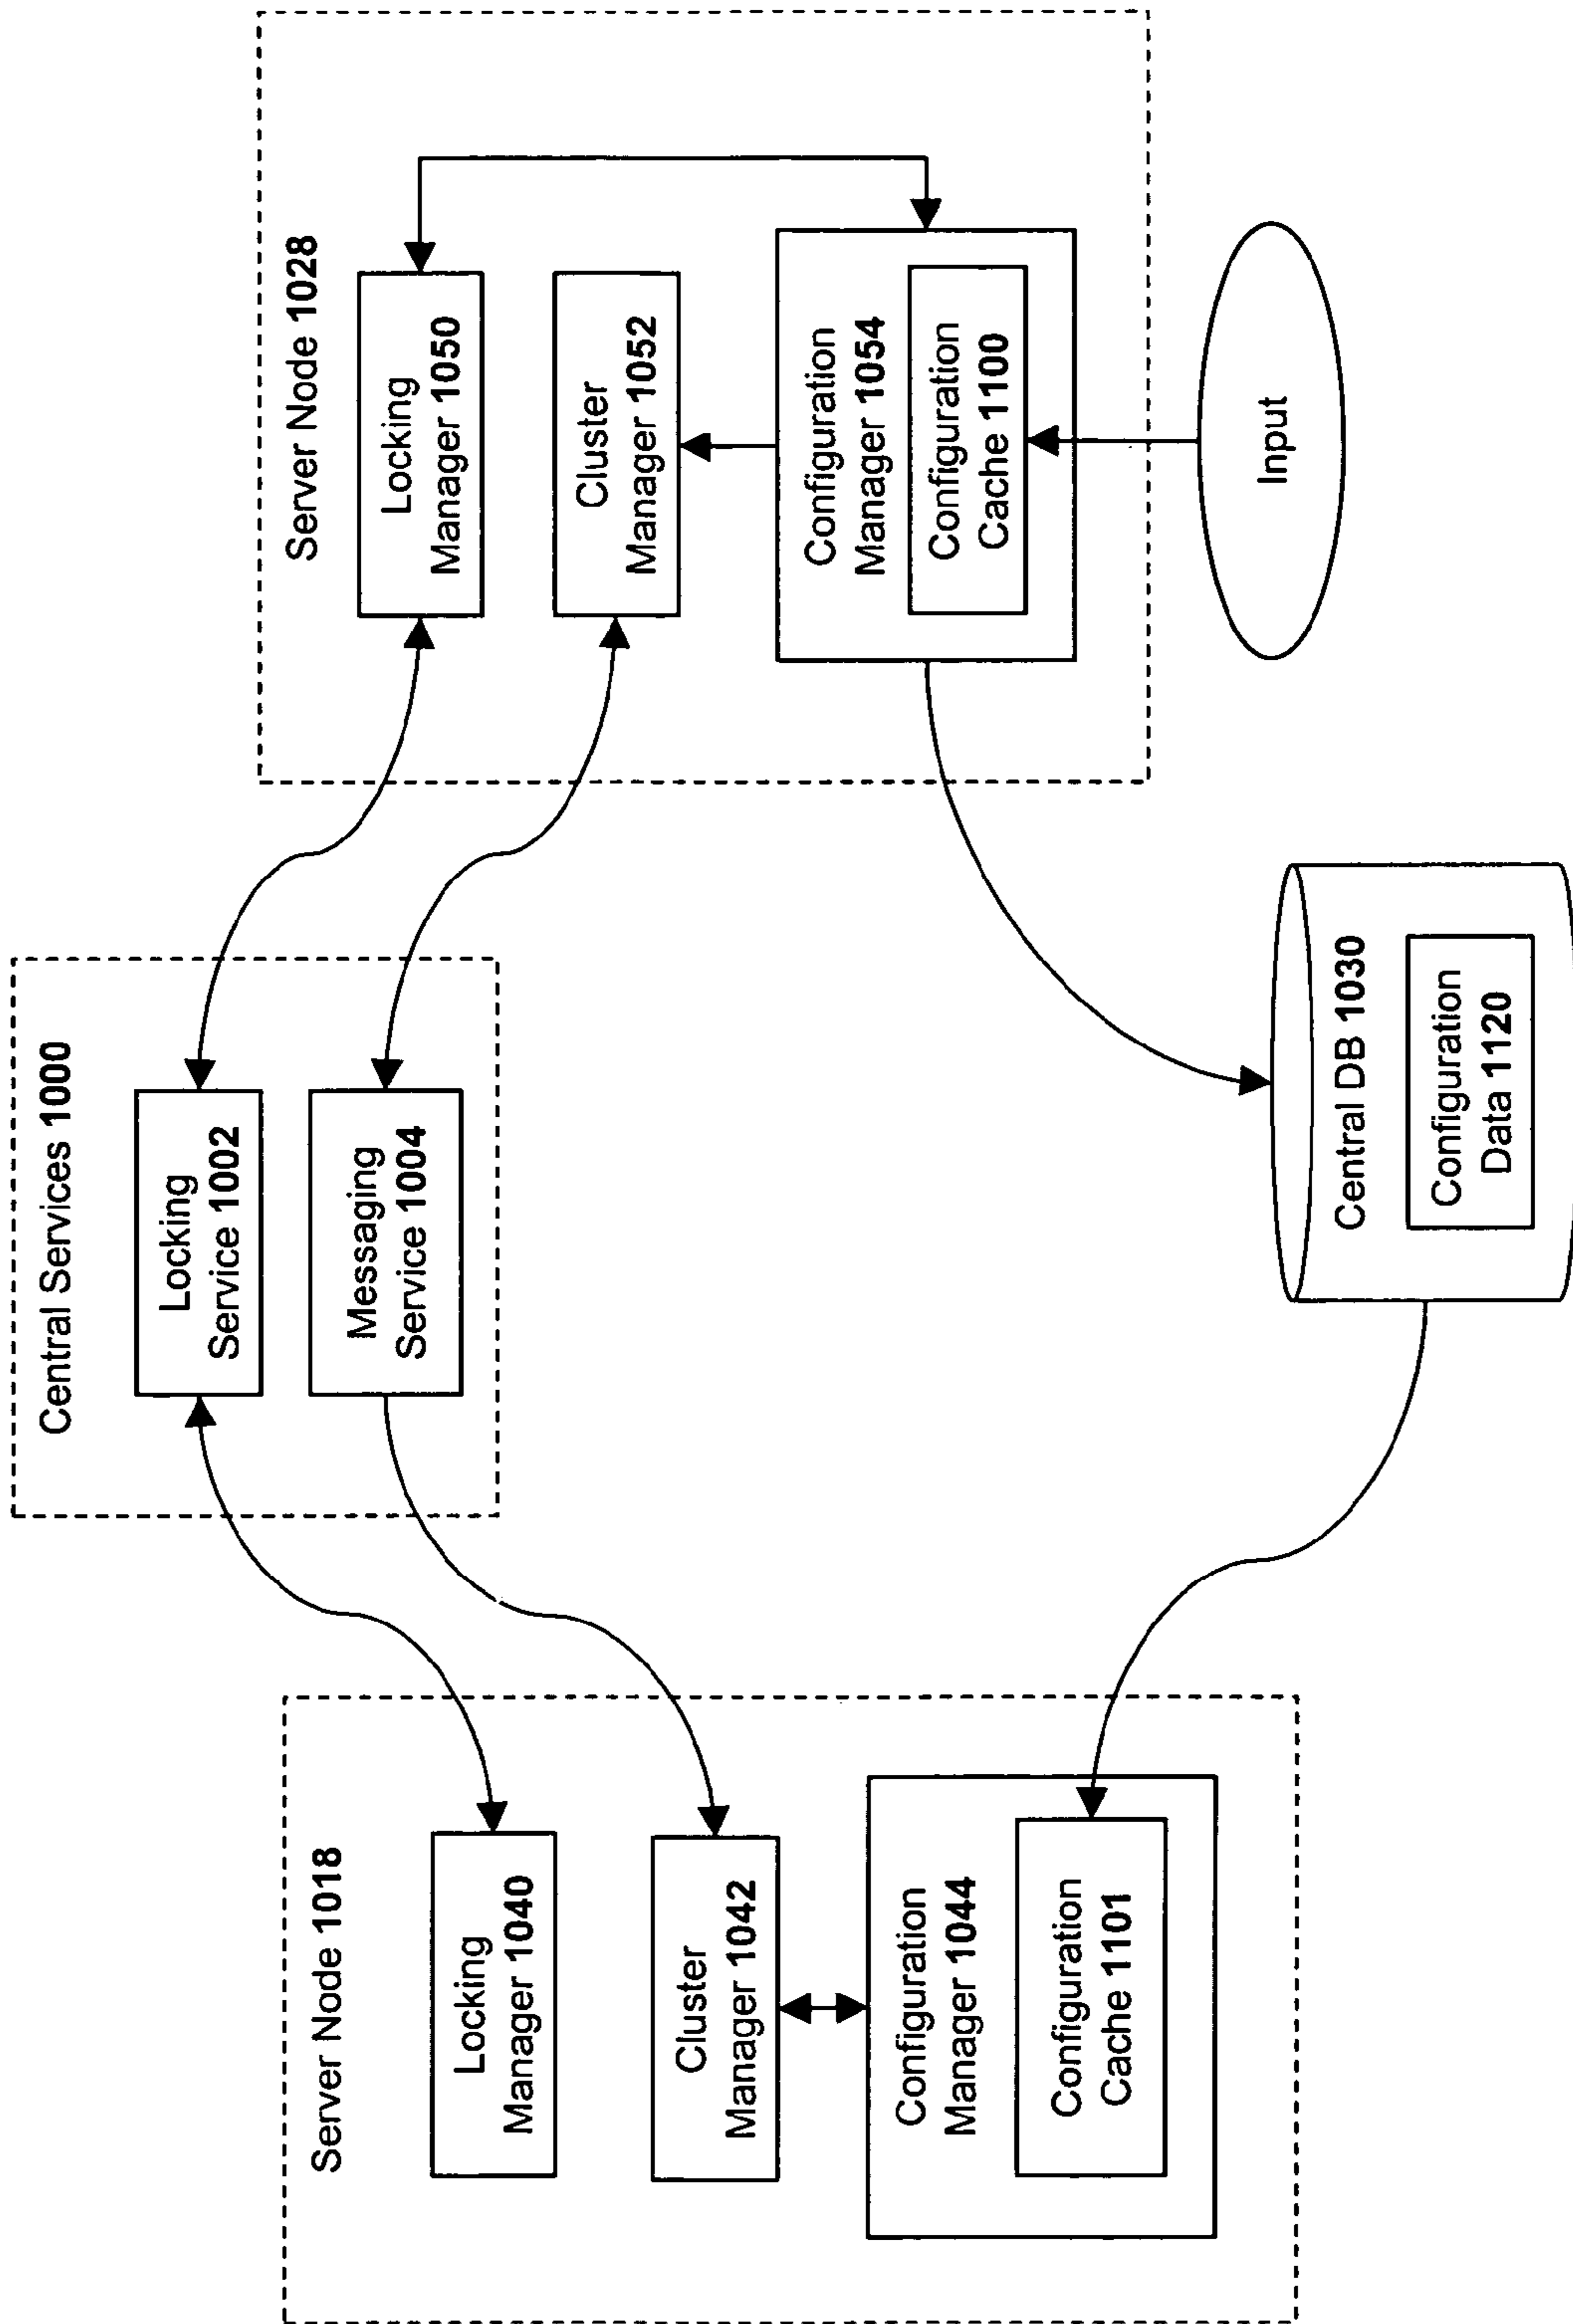 Central Services 1000
Locking
Service 1002
Messaging
Service 1004
Server Node 1018
Locking
Manager 1040
Cluster
Manager 1042
Configuration
Manager 1044
Configuration
Cache 1101
Server Node 1028
Locking
Manager 1050
Cluster
Manager 1052
Configuration
Manager 1054
Configuration
Cache 1100
Central DB 1030
Configuration
Data 1120
Input